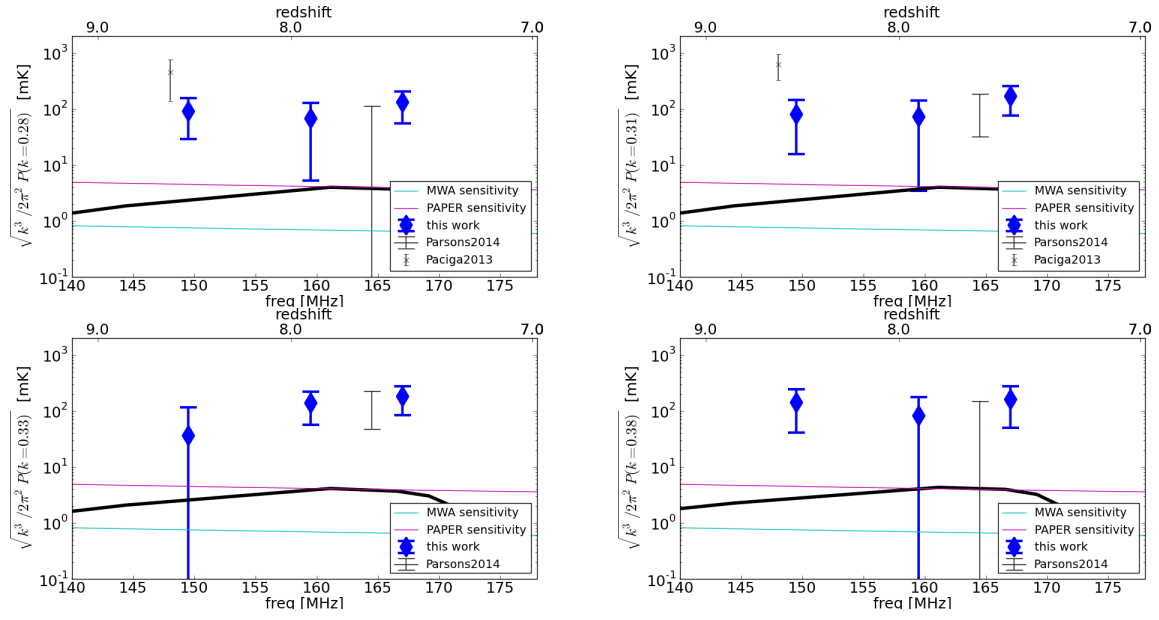 redshift
9.0 8.0 7.0
10^3
10^2
10^1
10^0
10^-1
√k^3/2π^2 P(k=0.28) [mK]
MWA sensitivity
PAPER sensitivity
this work
Parsons2014
Paciga2013
140 145 150 155 160 165 170 175
freq [MHz]
redshift
9.0 8.0 7.0
10^3
10^2
10^1
10^0
10^-1
√k^3/2π^2 P(k=0.31) [mK]
MWA sensitivity
PAPER sensitivity
this work
Parsons2014
Paciga2013
140 145 150 155 160 165 170 175
freq [MHz]
redshift
9.0 8.0 7.0
10^3
10^2
10^1
10^0
10^-1
√k^3/2π^2 P(k=0.33) [mK]
MWA sensitivity
PAPER sensitivity
this work
Parsons2014
140 145 150 155 160 165 170 175
freq [MHz]
redshift
9.0 8.0 7.0
10^3
10^2
10^1
10^0
10^-1
√k^3/2π^2 P(k=0.38) [mK]
MWA sensitivity
PAPER sensitivity
this work
Parsons2014
140 145 150 155 160 165 170 175
freq [MHz]